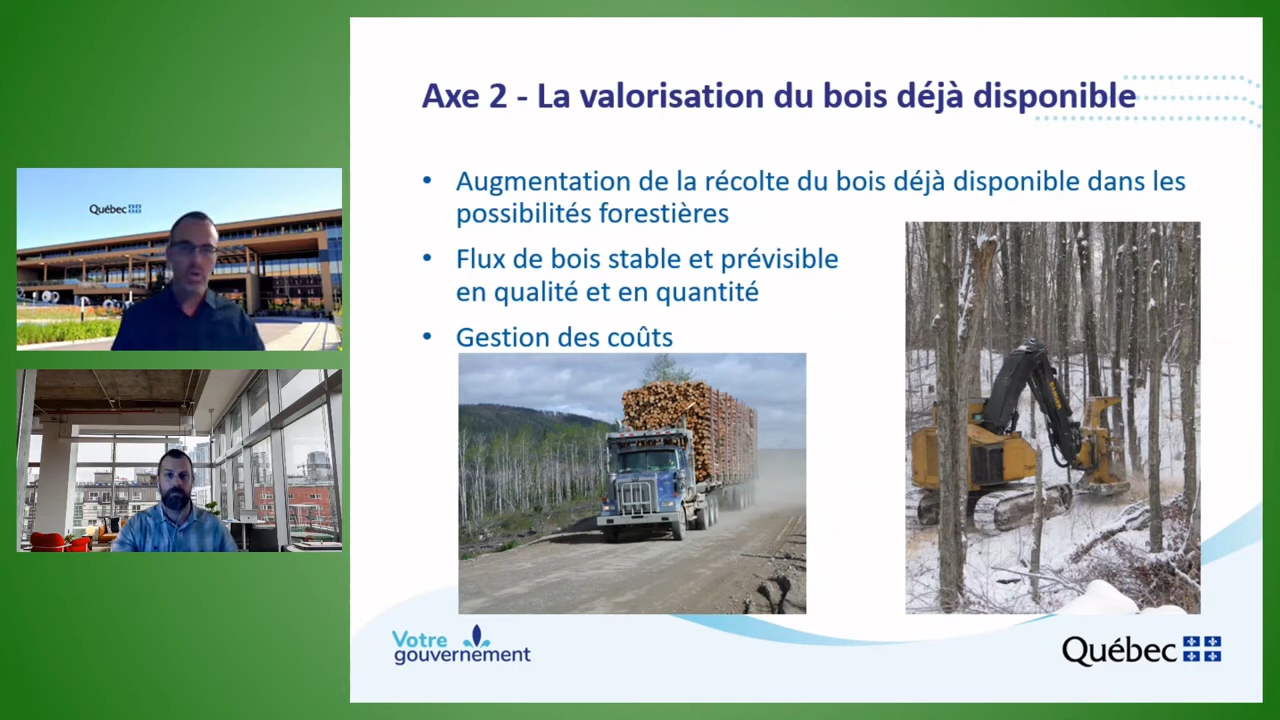 Axe 2 - La valorisation du bois déjà disponible
• Augmentation de la récolte du bois déjà disponible dans les
possibilités forestières
• Flux de bois stable et prévisible
en qualité et en quantité
• Gestion des coûts
Québec
Votre
gouvernement
Québec